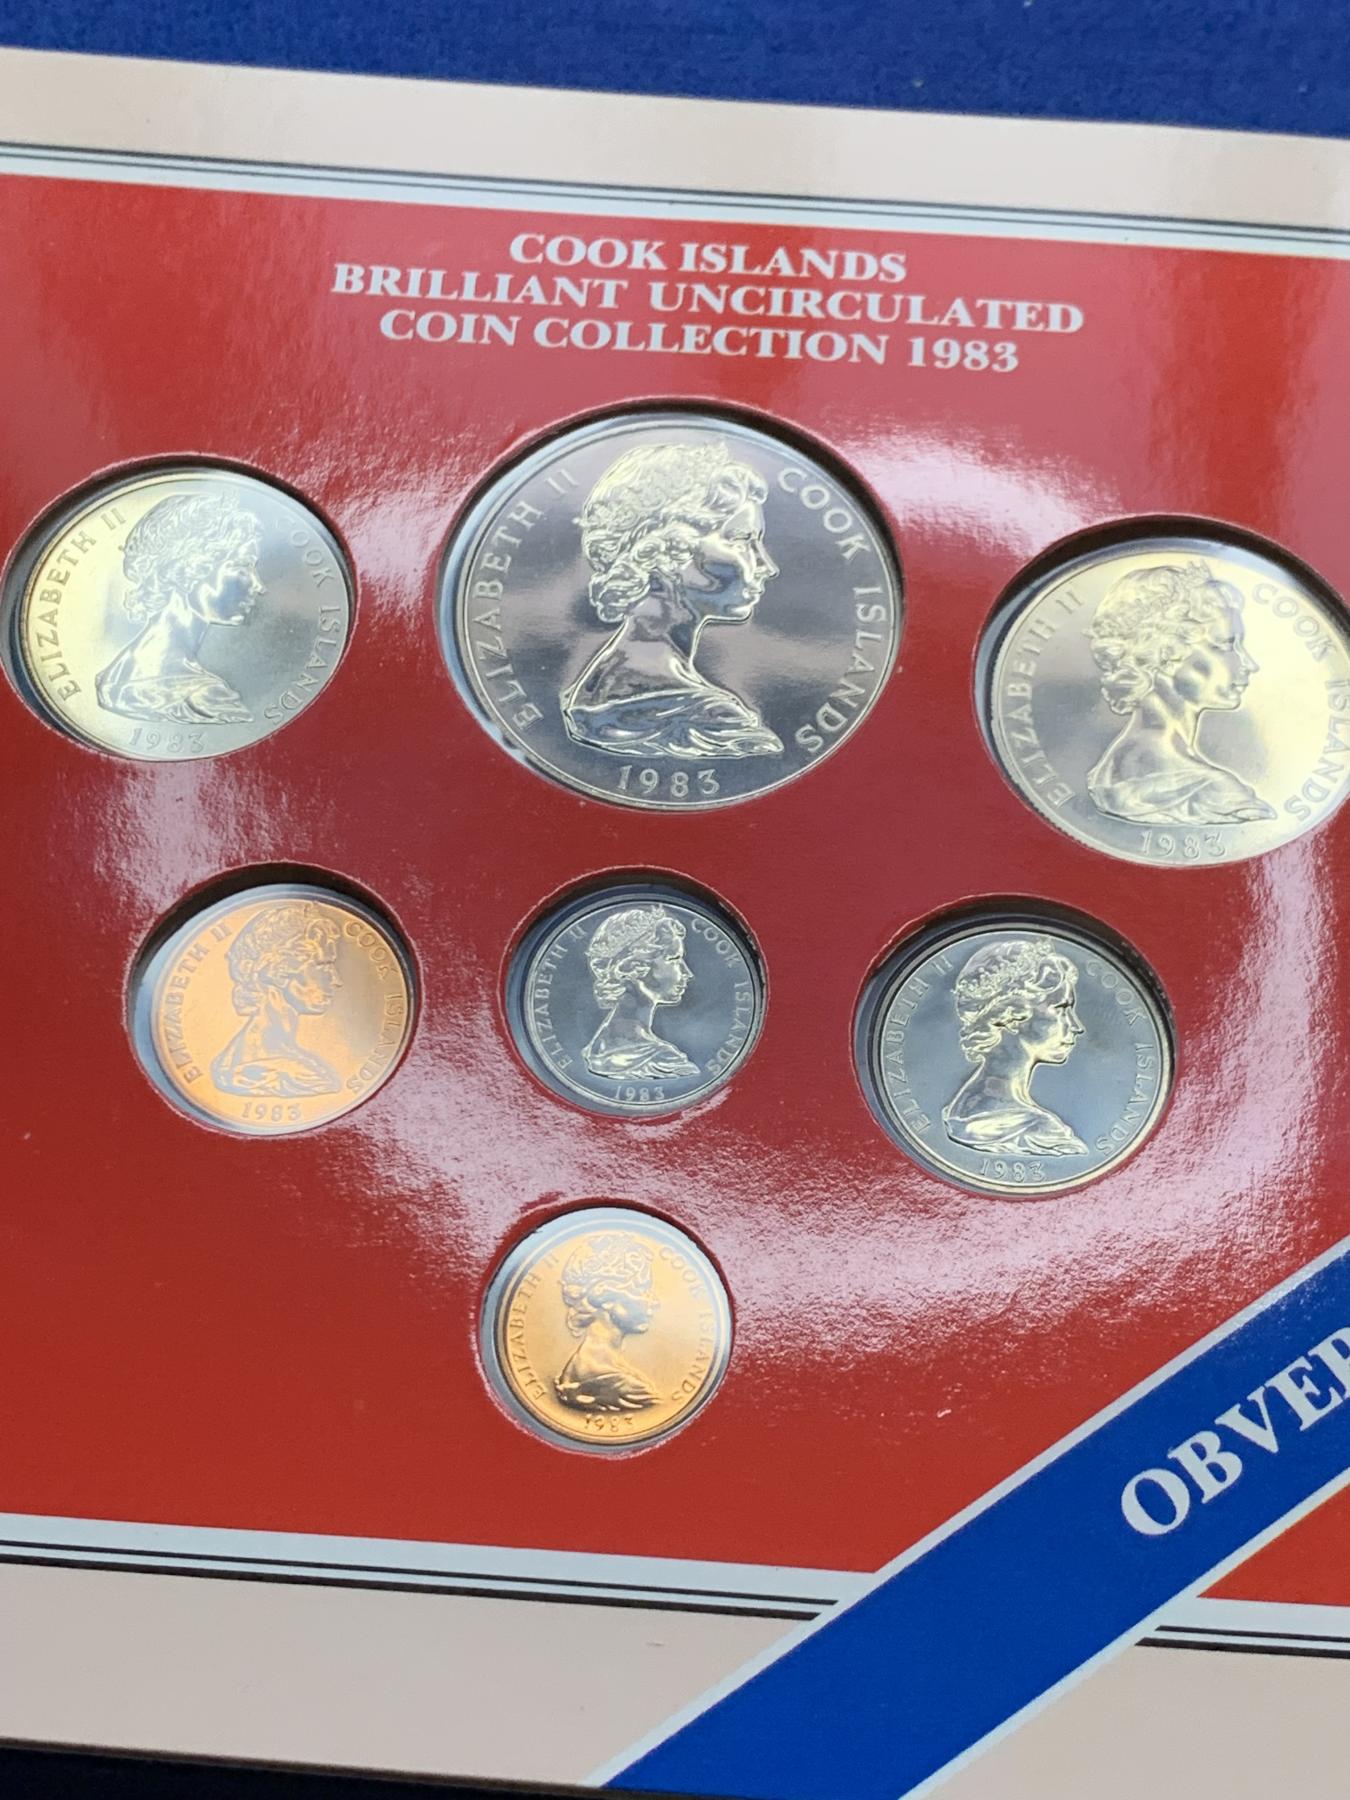 COOK ISLANDS
BRILLIANT UNCIRCULATED
COIN COLLECTION 1983
ELIZABETH II COOK ISLANDS
1983
ELIZABETH II COOK ISLANDS
1983
ELIZABETH II COOK ISLANDS
1983
ELIZABETH II COOK ISLANDS
1983
ELIZABETH II COOK ISLANDS
1983
ELIZABETH II COOK ISLANDS
1983
ELIZABETH II COOK ISLANDS
1983
OBVER